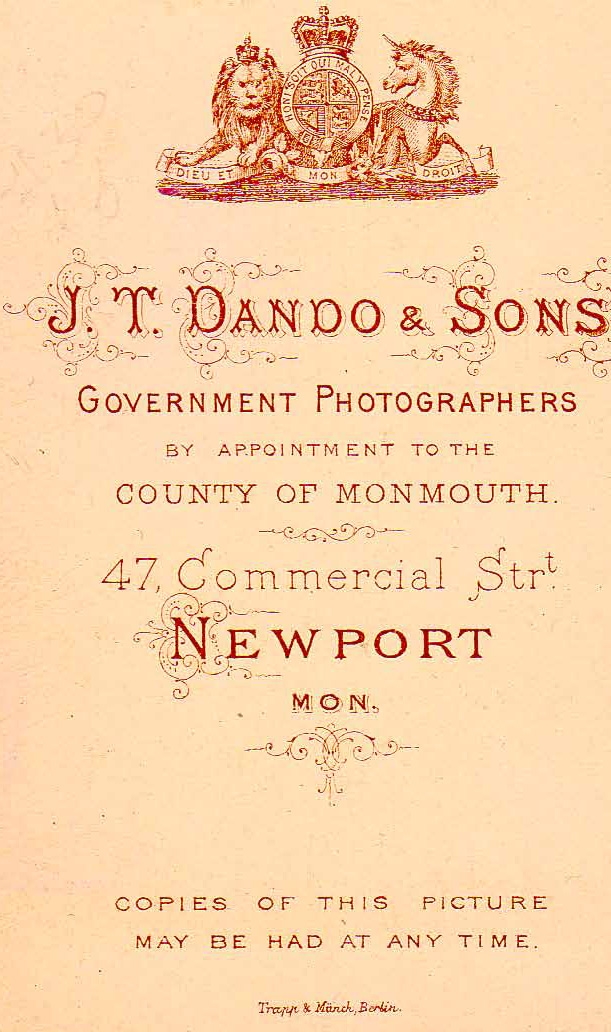 HONI SOIT QUI MAL Y PENSE
DIEU ET MON DROIT
J. T. DANDO & SONS
GOVERNMENT PHOTOGRAPHERS
BY APPOINTMENT TO THE
COUNTY OF MONMOUTH.
47, Commercial Strt.
NEWPORT
MON.
COPIES OF THIS PICTURE
MAY BE HAD AT ANY TIME.
Trapp & Münch, Berlin.